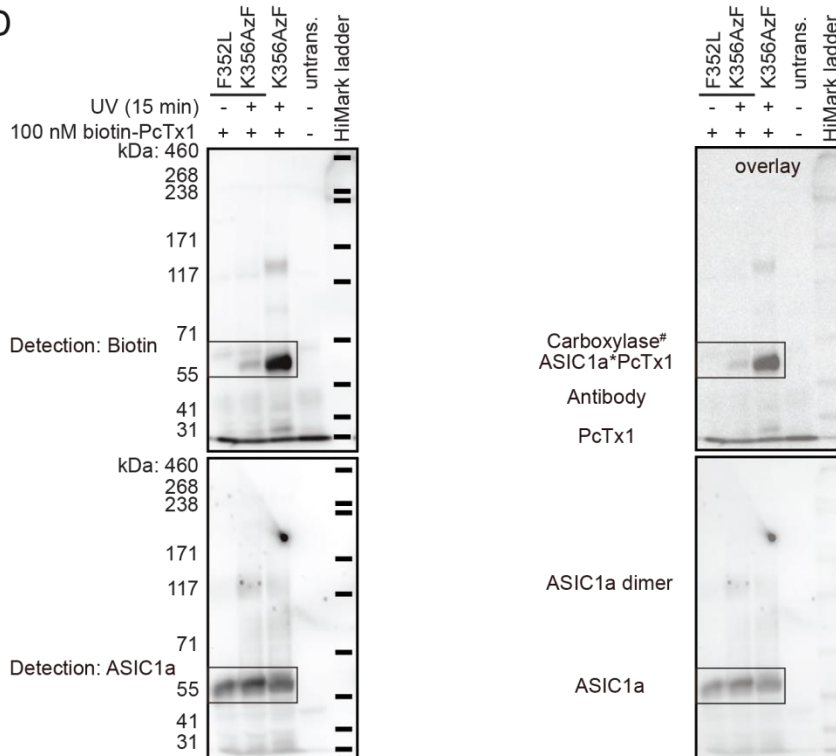 D
F352L
K356AzF
K356AzF
untrans.
HiMark ladder
UV (15 min) - + + -
100 nM biotin-PcTx1 + + + -
kDa: 460
268
238
171
117
71
Detection: Biotin
55
41
31
kDa: 460
268
238
171
117
71
Detection: ASIC1a
55
41
31
F352L
K356AzF
K356AzF
untrans.
HiMark ladder
- + + -
+ + + -
overlay
Carboxylase#
ASIC1a*PcTx1
Antibody
PcTx1
ASIC1a dimer
ASIC1a